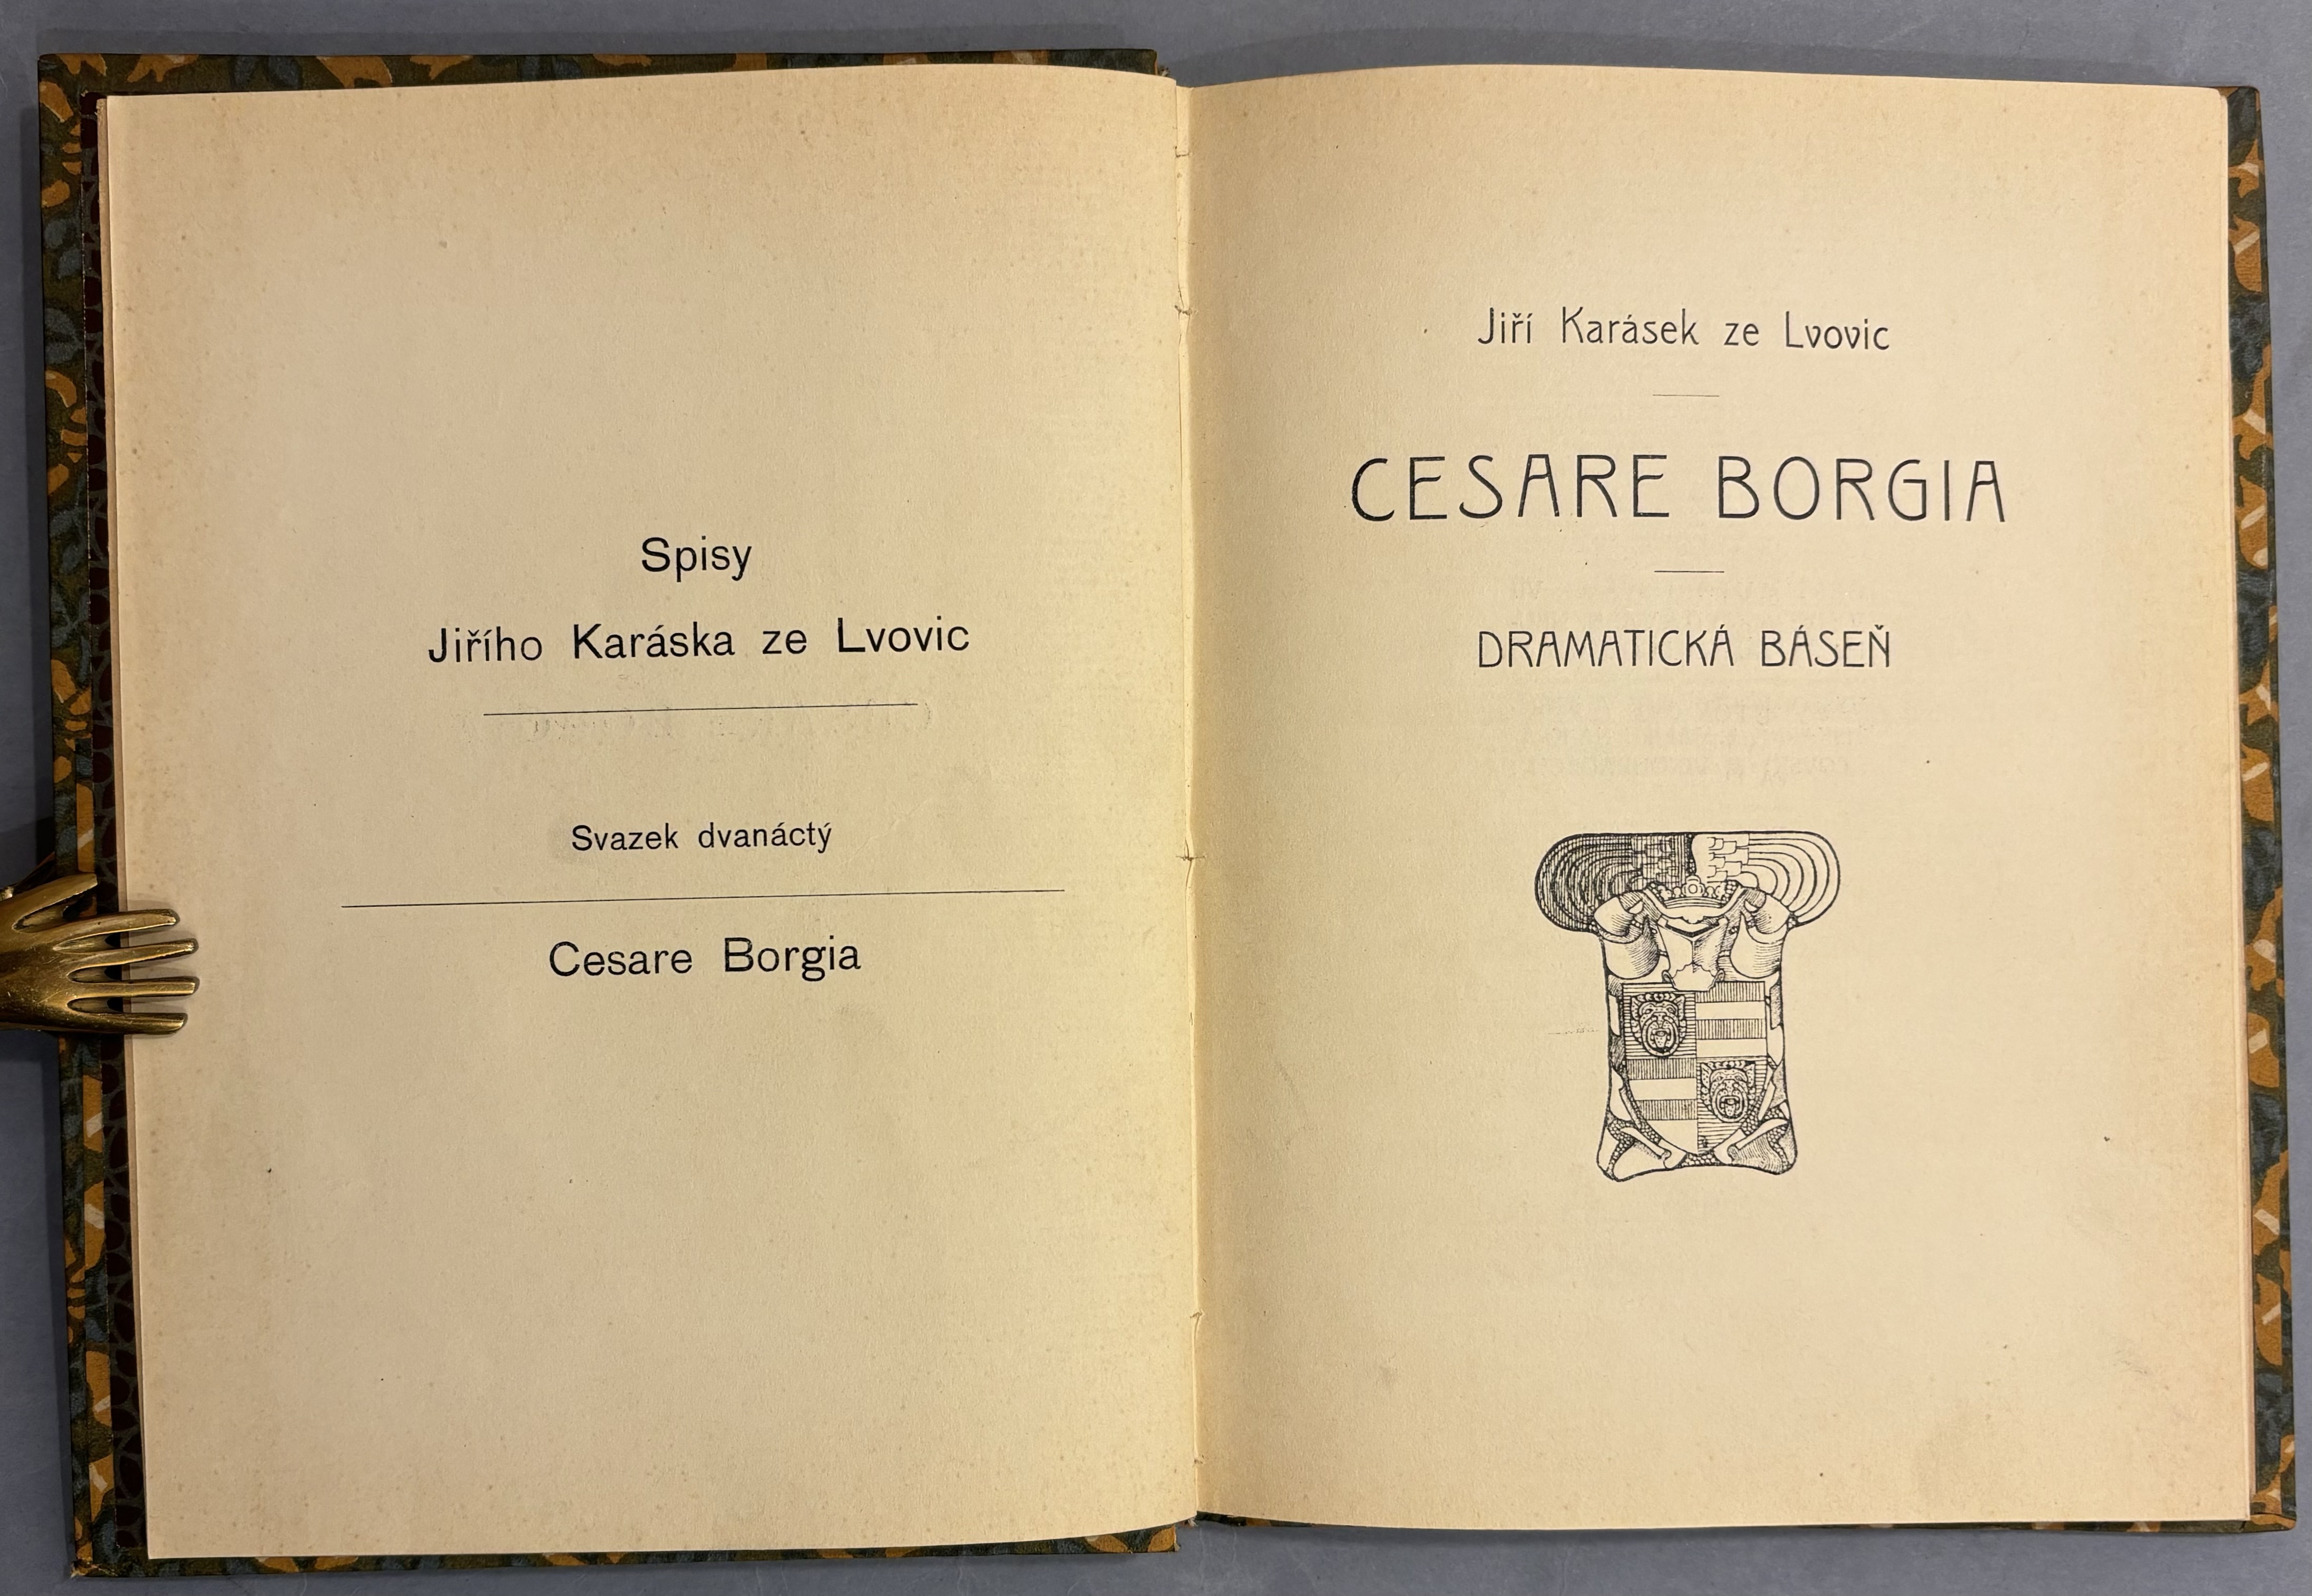 Spisy
Jiřího Karáska ze Lvovic
Svazek dvanáctý
Cesare Borgia
Jiří Karásek ze Lvovic
CESARE BORGIA
DRAMATICKÁ BÁSEŇ